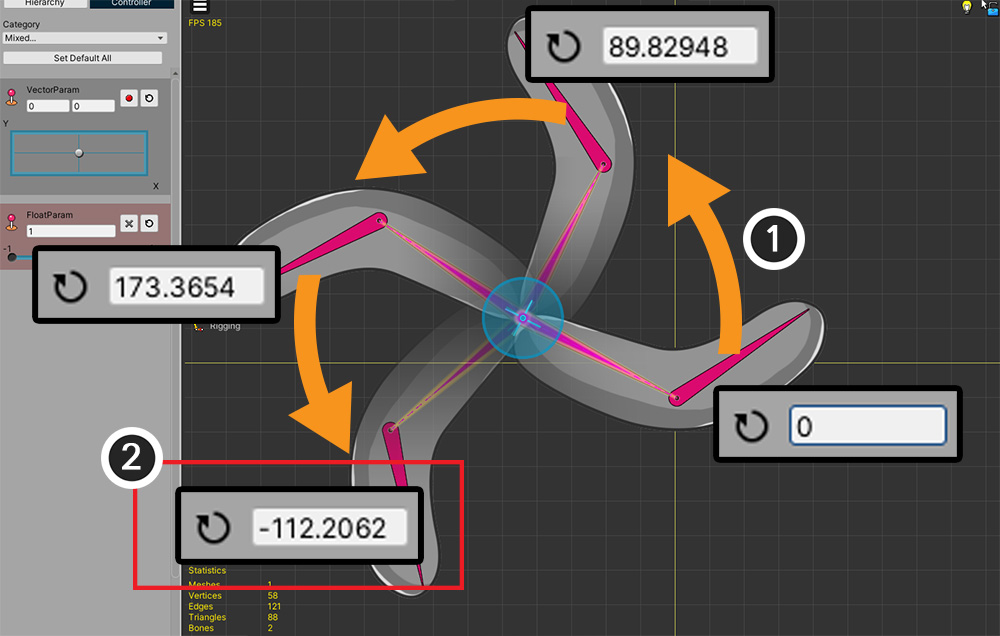 Hierarchy
Controller
Category
Mixed...
Set Default All
VectorParam
0
0
Y
X
FloatParam
1
-1
FPS 185
89.82948
1
173.3654
Rigging
0
2
-112.2062
Statistics
Meshes 1
Vertices 58
Edges 121
Triangles 88
Bones 2